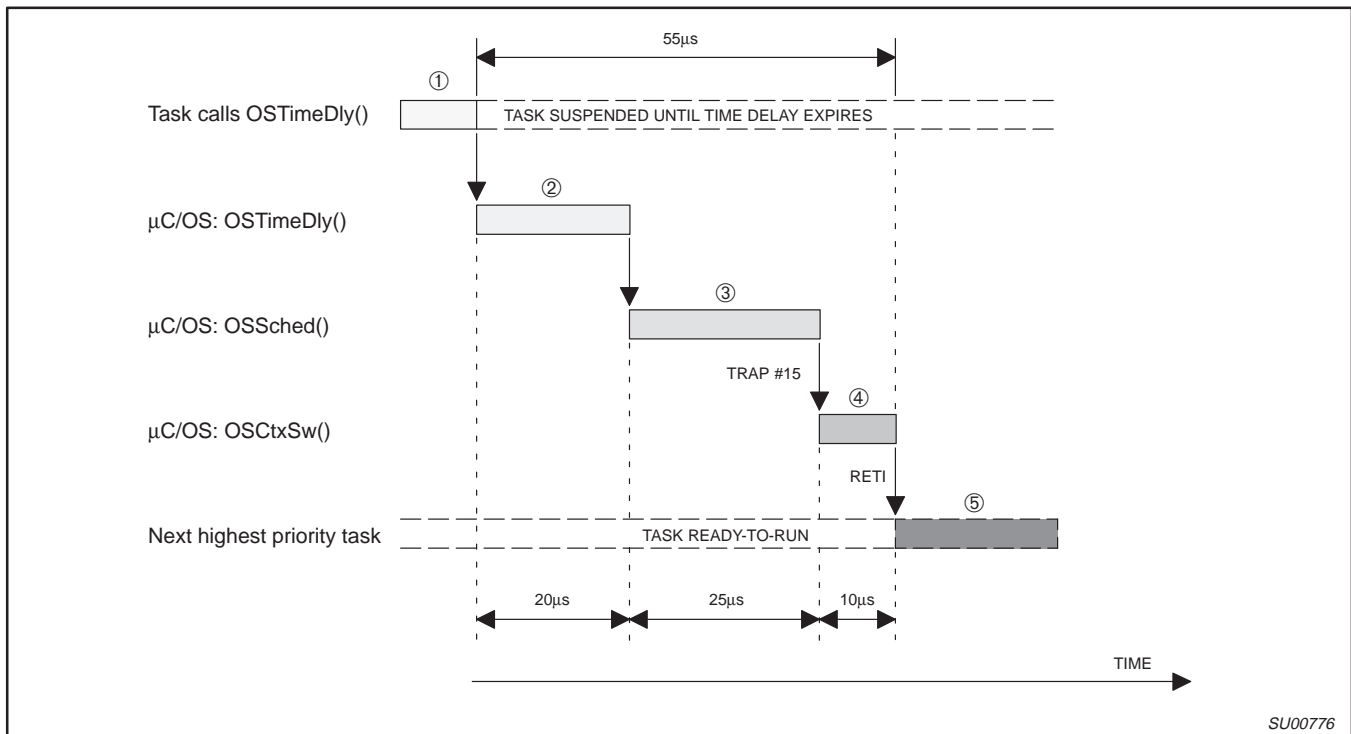 55μs
①
Task calls OSTimeDly()
TASK SUSPENDED UNTIL TIME DELAY EXPIRES
②
μC/OS: OSTimeDly()
③
μC/OS: OSSched()
TRAP #15
④
μC/OS: OSCtxSw()
RETI
⑤
Next highest priority task
TASK READY-TO-RUN
20μs 25μs 10μs
TIME
SU00776